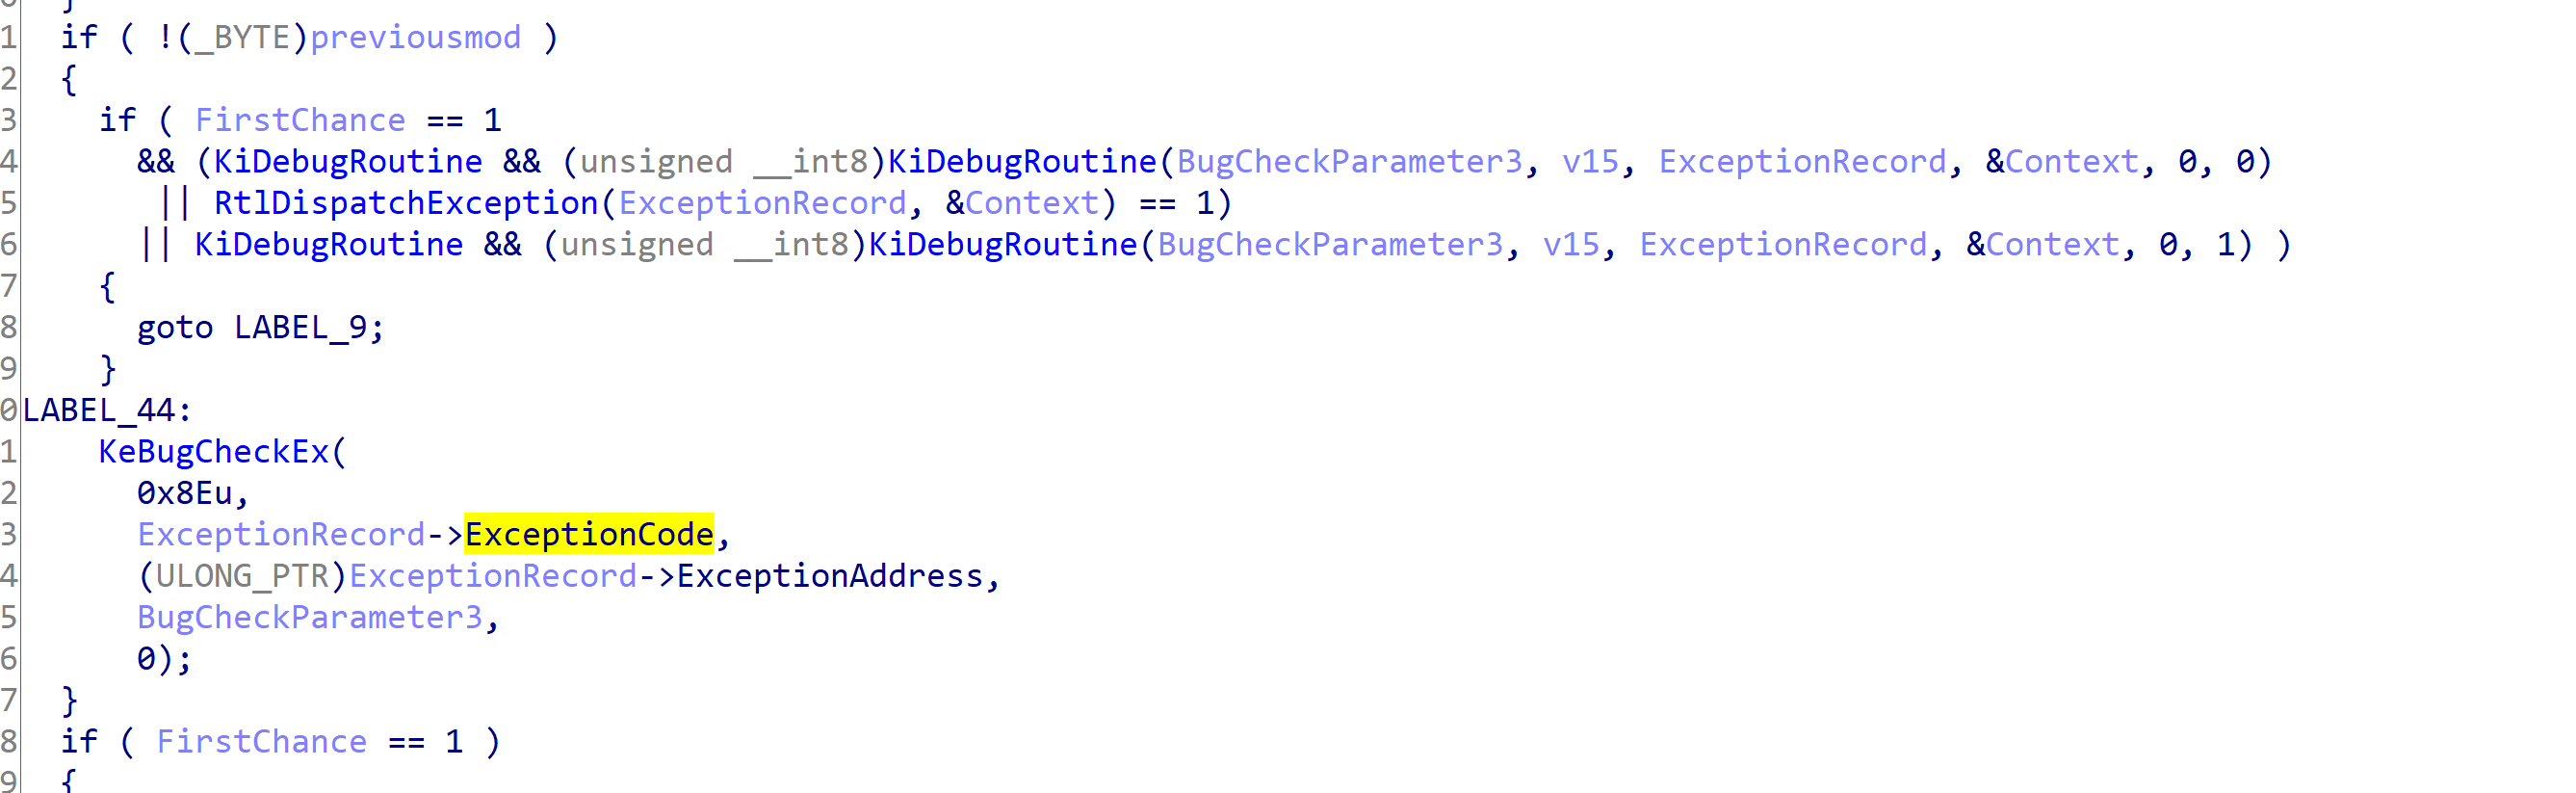 0  }
1  if ( !(_BYTE)previousmod )
2  {
3    if ( FirstChance == 1
4      && (KiDebugRoutine && (unsigned __int8)KiDebugRoutine(BugCheckParameter3, v15, ExceptionRecord, &Context, 0, 0)
5       || RtlDispatchException(ExceptionRecord, &Context) == 1)
6      || KiDebugRoutine && (unsigned __int8)KiDebugRoutine(BugCheckParameter3, v15, ExceptionRecord, &Context, 0, 1) )
7    {
8      goto LABEL_9;
9    }
0LABEL_44:
1    KeBugCheckEx(
2      0x8Eu,
3      ExceptionRecord->ExceptionCode,
4      (ULONG_PTR)ExceptionRecord->ExceptionAddress,
5      BugCheckParameter3,
6      0);
7  }
8  if ( FirstChance == 1 )
9  {